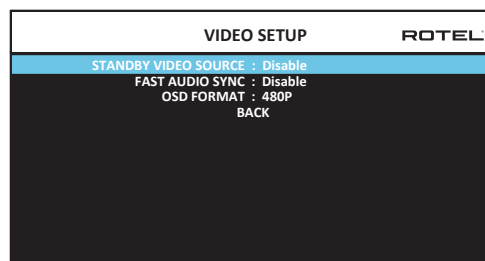 VIDEO SETUP ROTEL
STANDBY VIDEO SOURCE : Disable
FAST AUDIO SYNC : Disable
OSD FORMAT : 480P
BACK